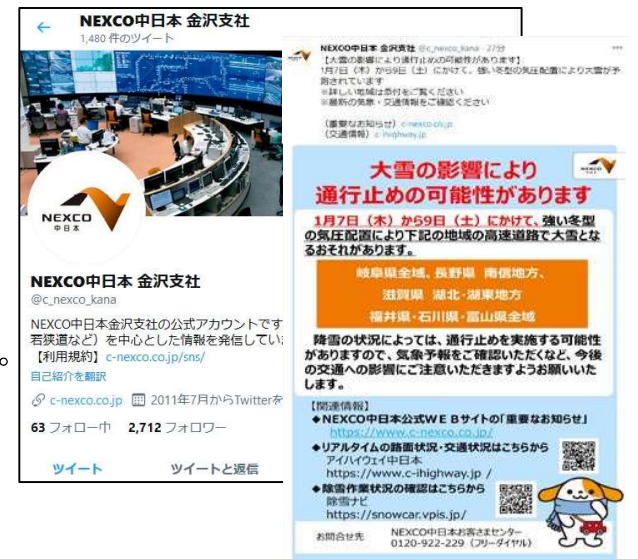 NEXCO中日本 金沢支社
1,480 件のツイート
NEXCO
中日本
NEXCO中日本 金沢支社
@c_nexco_kana
NEXCO中日本金沢支社の公式アカウントです
若狭道など）を中心とした情報を発信してい
【利用規約】c-nexco.co.jp/sns/
自己紹介を翻訳
c-nexco.co.jp 2011年7月からTwitterを
63 フォロー中 2,712 フォロワー
ツイート ツイートと返信
。
NEXCO中日本 金沢支社 @c_nexco_kana · 27分
【大雪の影響により通行止めの可能性があります】
1月7日（木）から9日（土）にかけて、強い冬型の気圧配置により大雪が予
測されています
※詳しい地域は添付をご覧ください
※最新の気象・交通情報をご確認ください
（重要なお知らせ）c-nexco.co.jp
（交通情報）c-ihighway.jp
大雪の影響により
通行止めの可能性があります
1月7日（木）から9日（土）にかけて、強い冬型
の気圧配置により下記の地域の高速道路で大雪とな
るおそれがあります。
岐阜県全域、長野県 南信地方、
滋賀県 湖北・湖東地方
福井県・石川県・富山県全域
降雪の状況によっては、通行止めを実施する可能性
がありますので、気象予報をご確認いただくなど、今後
の交通への影響にご注意いただきますようお願いいた
します。
【関連情報】
◆NEXCO中日本公式ＷＥＢサイトの「重要なお知らせ」
https://www.c-nexco.co.jp/
◆リアルタイムの路面状況・交通状況はこちらから
アイハイウェイ中日本
https://www.c-ihighway.jp /
◆除雪作業状況の確認はこちらから
除雪ナビ
https://snowcar.vpis.jp/
お問合せ先 NEXCO中日本お客さまセンター
0120-922-229（フリーダイヤル）